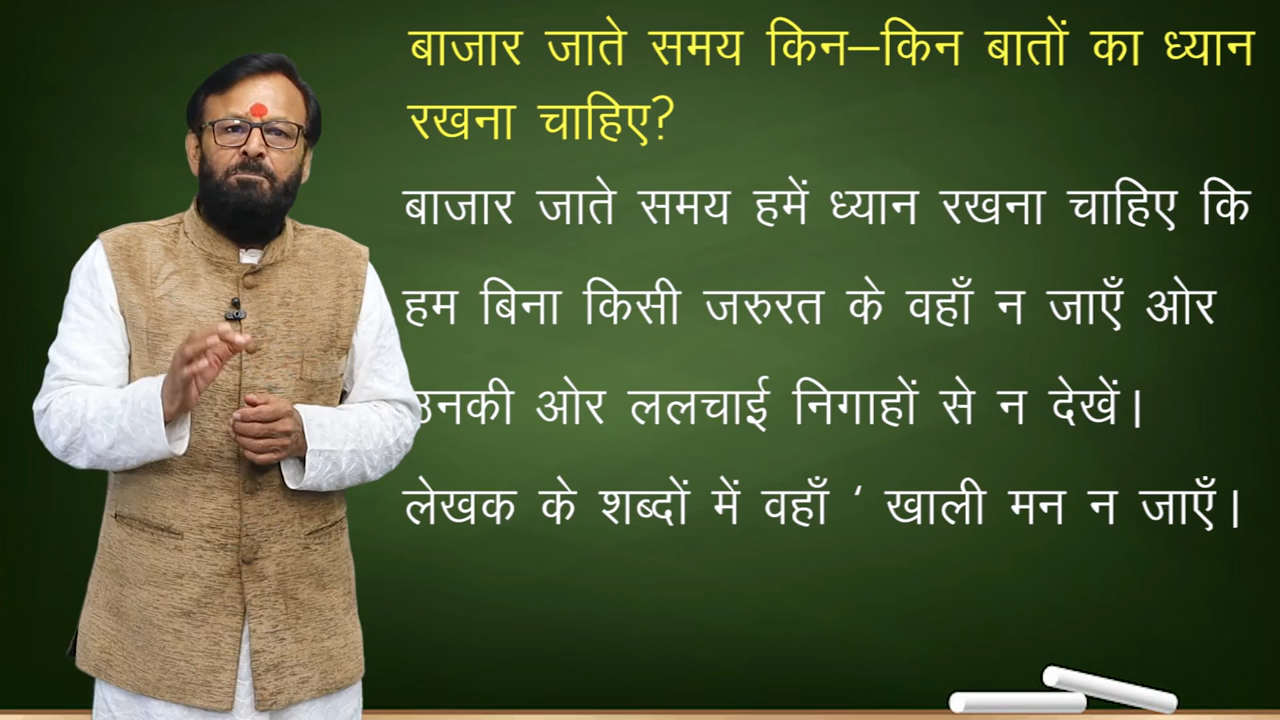 बाजार जाते समय किन–किन बातों का ध्यान
रखना चाहिए?
बाजार जाते समय हमें ध्यान रखना चाहिए कि
हम बिना किसी जरुरत के वहाँ न जाएँ ओर
उनकी ओर ललचाई निगाहों से न देखें।
लेखक के शब्दों में वहाँ ‘ खाली मन न जाएँ।